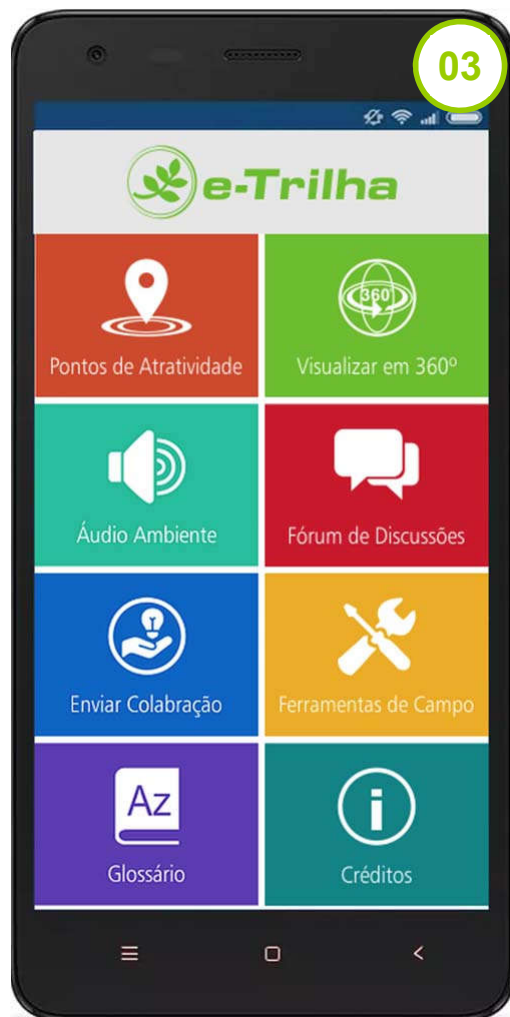 03
e-Trilha
360º
Pontos de Atratividade
Visualizar em 360º
Áudio Ambiente
Fórum de Discussões
Enviar Colabração
Ferramentas de Campo
Az
Glossário
i
Créditos